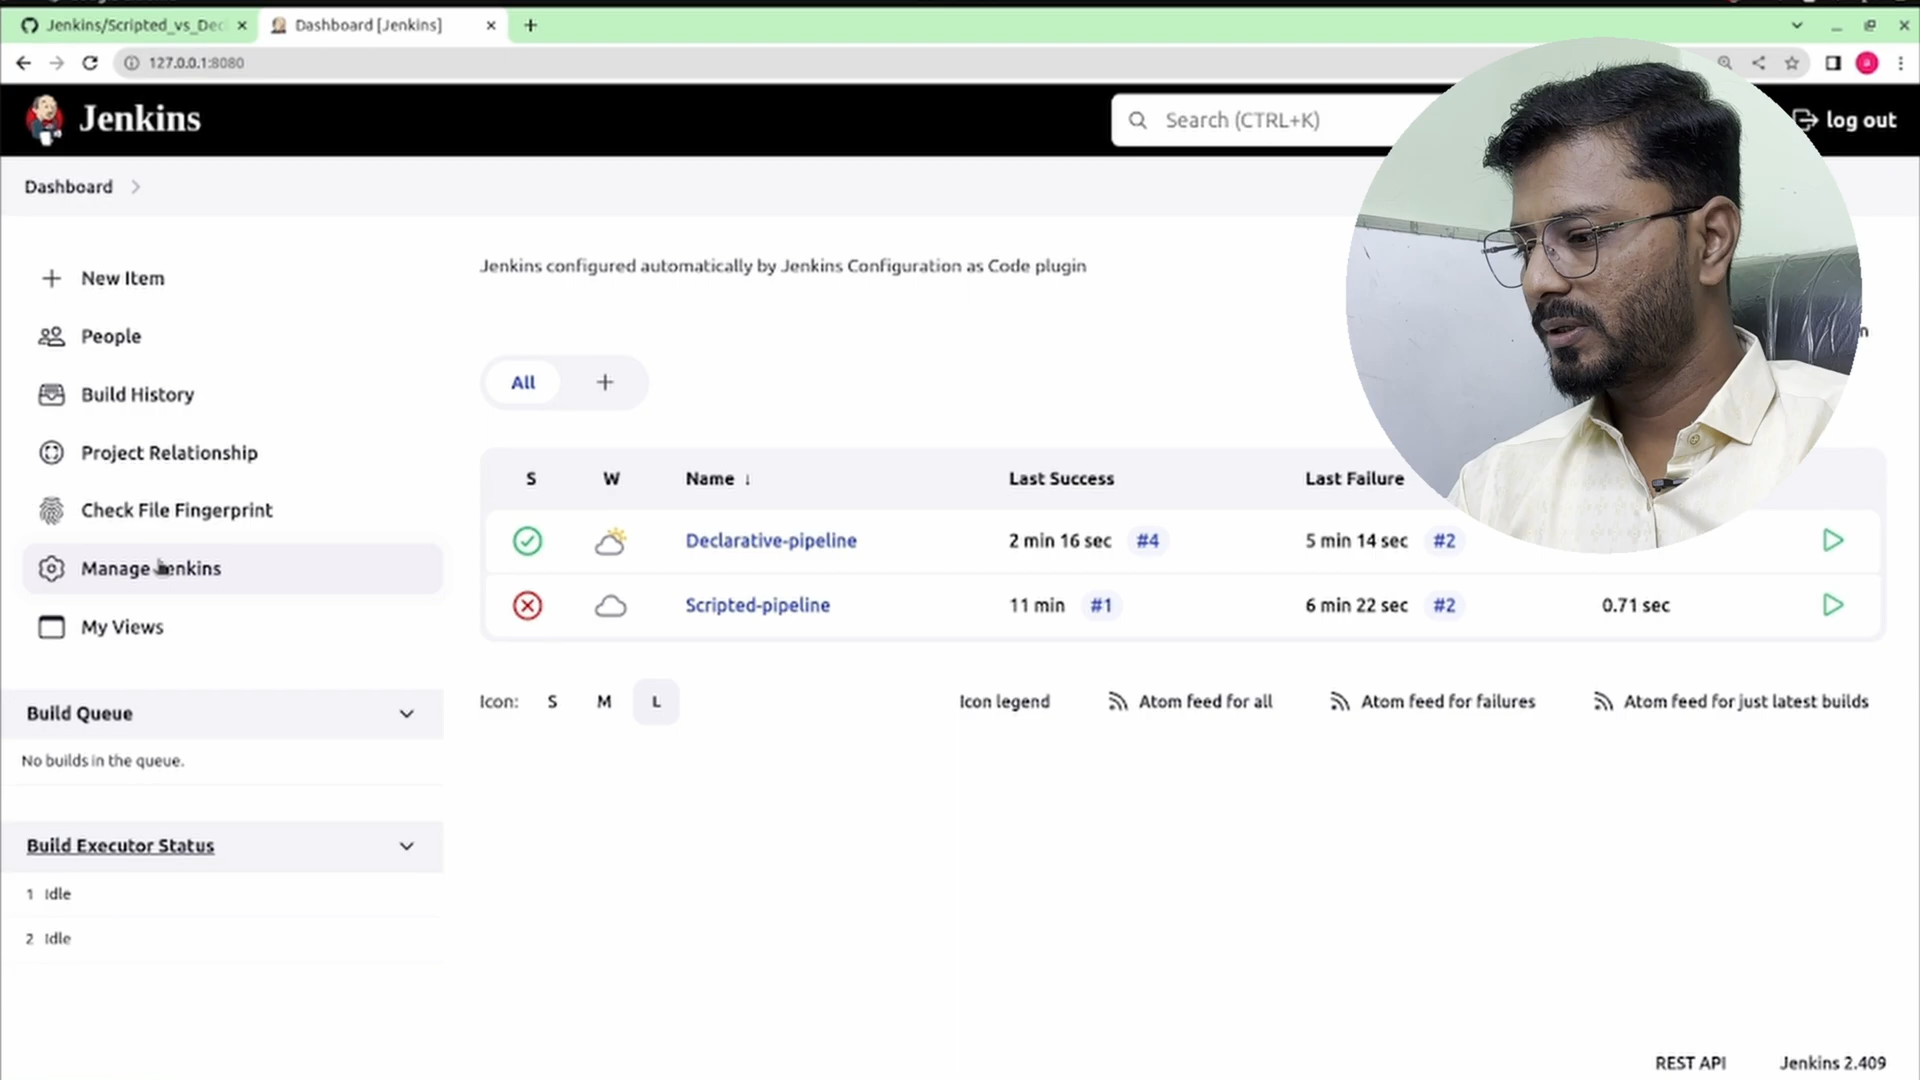 Jenkins/Scripted_vs_Dec
Dashboard [Jenkins]
127.0.0.1:8080
Jenkins
Search (CTRL+K)
log out
Dashboard
New Item
People
Build History
Project Relationship
Check File Fingerprint
Manage Jenkins
My Views
Jenkins configured automatically by Jenkins Configuration as Code plugin
All
S W Name ↓ Last Success Last Failure
Declarative-pipeline 2 min 16 sec #4 5 min 14 sec #2
Scripted-pipeline 11 min #1 6 min 22 sec #2 0.71 sec
Icon: S M L
Icon legend Atom feed for all Atom feed for failures Atom feed for just latest builds
Build Queue
No builds in the queue.
Build Executor Status
1 Idle
2 Idle
REST API Jenkins 2.409